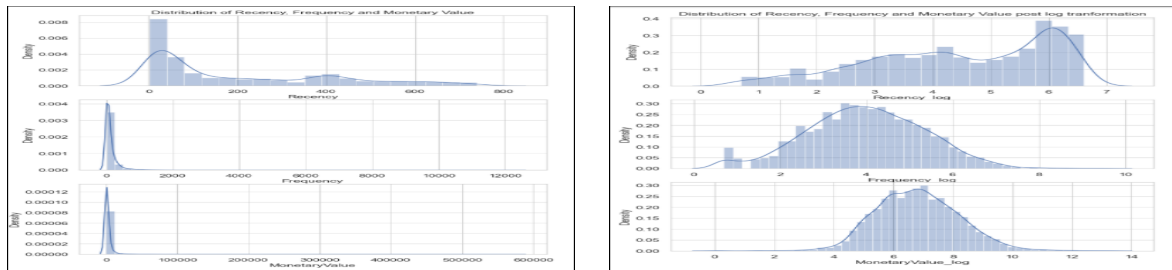 Distribution of Recency, Frequency and Monetary Value
0.008
0.006
0.004
0.002
0.000
Density
0 200 400 600 800
Recency
0.004
0.003
0.002
0.001
0.000
Density
0 2000 4000 6000 8000 10000 12000
Frequency
0.00012
0.00010
0.00008
0.00006
0.00004
0.00002
0.00000
Density
0 100000 200000 300000 400000 500000 600000
MonetaryValue
Distribution of Recency, Frequency and Monetary Value post log tranformation
0.4
0.3
0.2
0.1
0.0
Density
0 1 2 3 4 5 6 7
Recency_log
0.30
0.25
0.20
0.15
0.10
0.05
0.00
Density
0 2 4 6 8 10
Frequency_log
0.30
0.25
0.20
0.15
0.10
0.05
0.00
Density
0 2 4 6 8 10 12 14
MonetaryValue_log